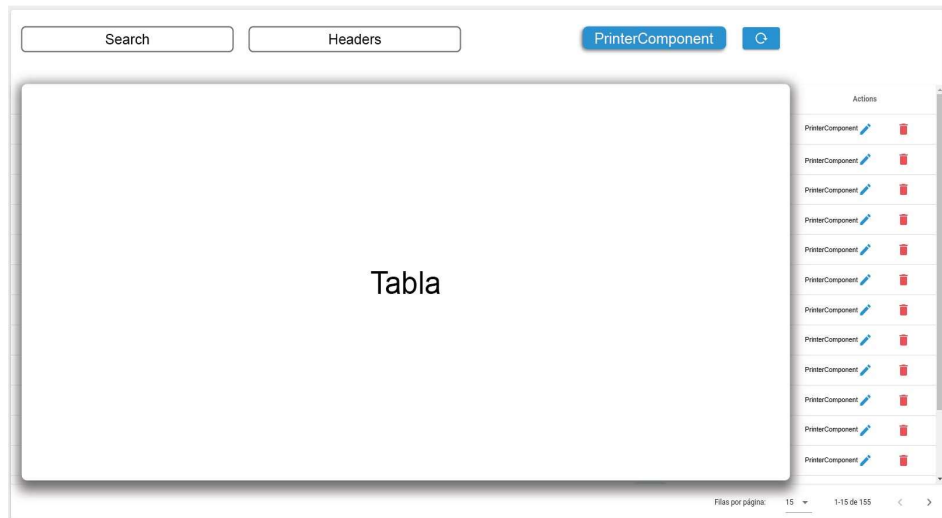 Search
Headers
PrinterComponent
Actions
PrinterComponent
PrinterComponent
PrinterComponent
PrinterComponent
PrinterComponent
PrinterComponent
PrinterComponent
PrinterComponent
PrinterComponent
PrinterComponent
PrinterComponent
PrinterComponent
Tabla
Filas por página: 15 1-15 de 155